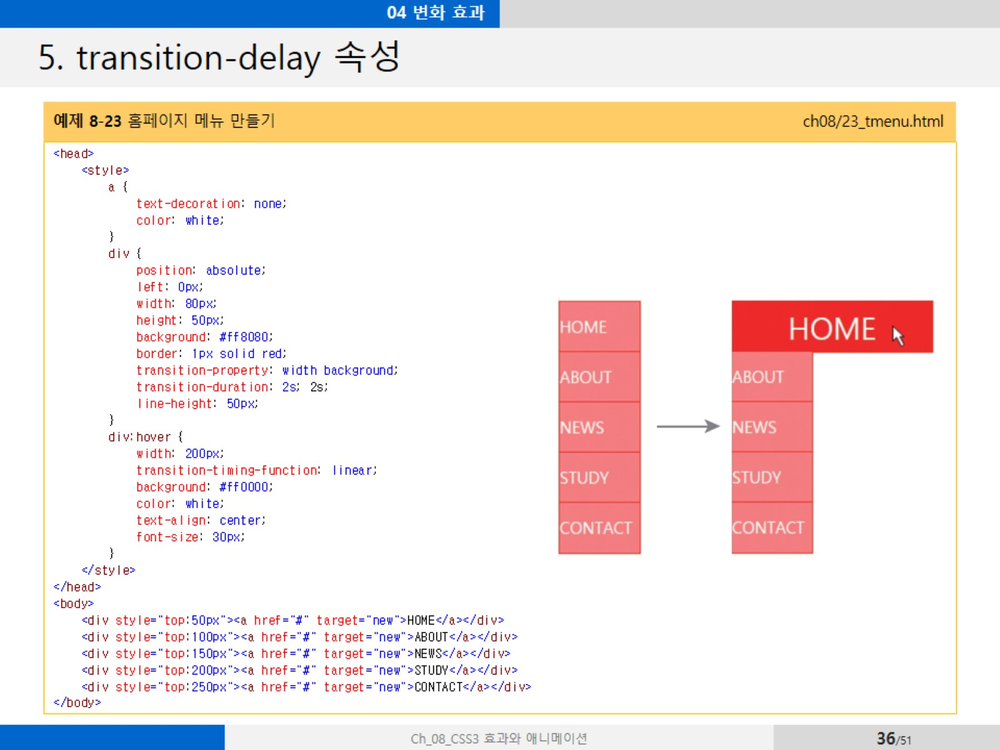 04 변화 효과
5. transition-delay 속성
예제 8-23 홈페이지 메뉴 만들기
ch08/23_tmenu.html
<head>
<style>
a {
text-decoration: none;
color: white;
}
div {
position: absolute;
left: 0px;
width: 80px;
height: 50px;
background: #ff8080;
border: 1px solid red;
transition-property: width background;
transition-duration: 2s; 2s;
line-height: 50px;
}
div:hover {
width: 200px;
transition-timing-function: linear;
background: #ff0000;
color: white;
text-align: center;
font-size: 30px;
}
</style>
</head>
<body>
<div style="top:50px"><a href="#" target="new">HOME</a></div>
<div style="top:100px"><a href="#" target="new">ABOUT</a></div>
<div style="top:150px"><a href="#" target="new">NEWS</a></div>
<div style="top:200px"><a href="#" target="new">STUDY</a></div>
<div style="top:250px"><a href="#" target="new">CONTACT</a></div>
</body>
HOME
ABOUT
NEWS
STUDY
CONTACT
HOME
ABOUT
NEWS
STUDY
CONTACT
Ch_08_CSS3 효과와 애니메이션
36/51